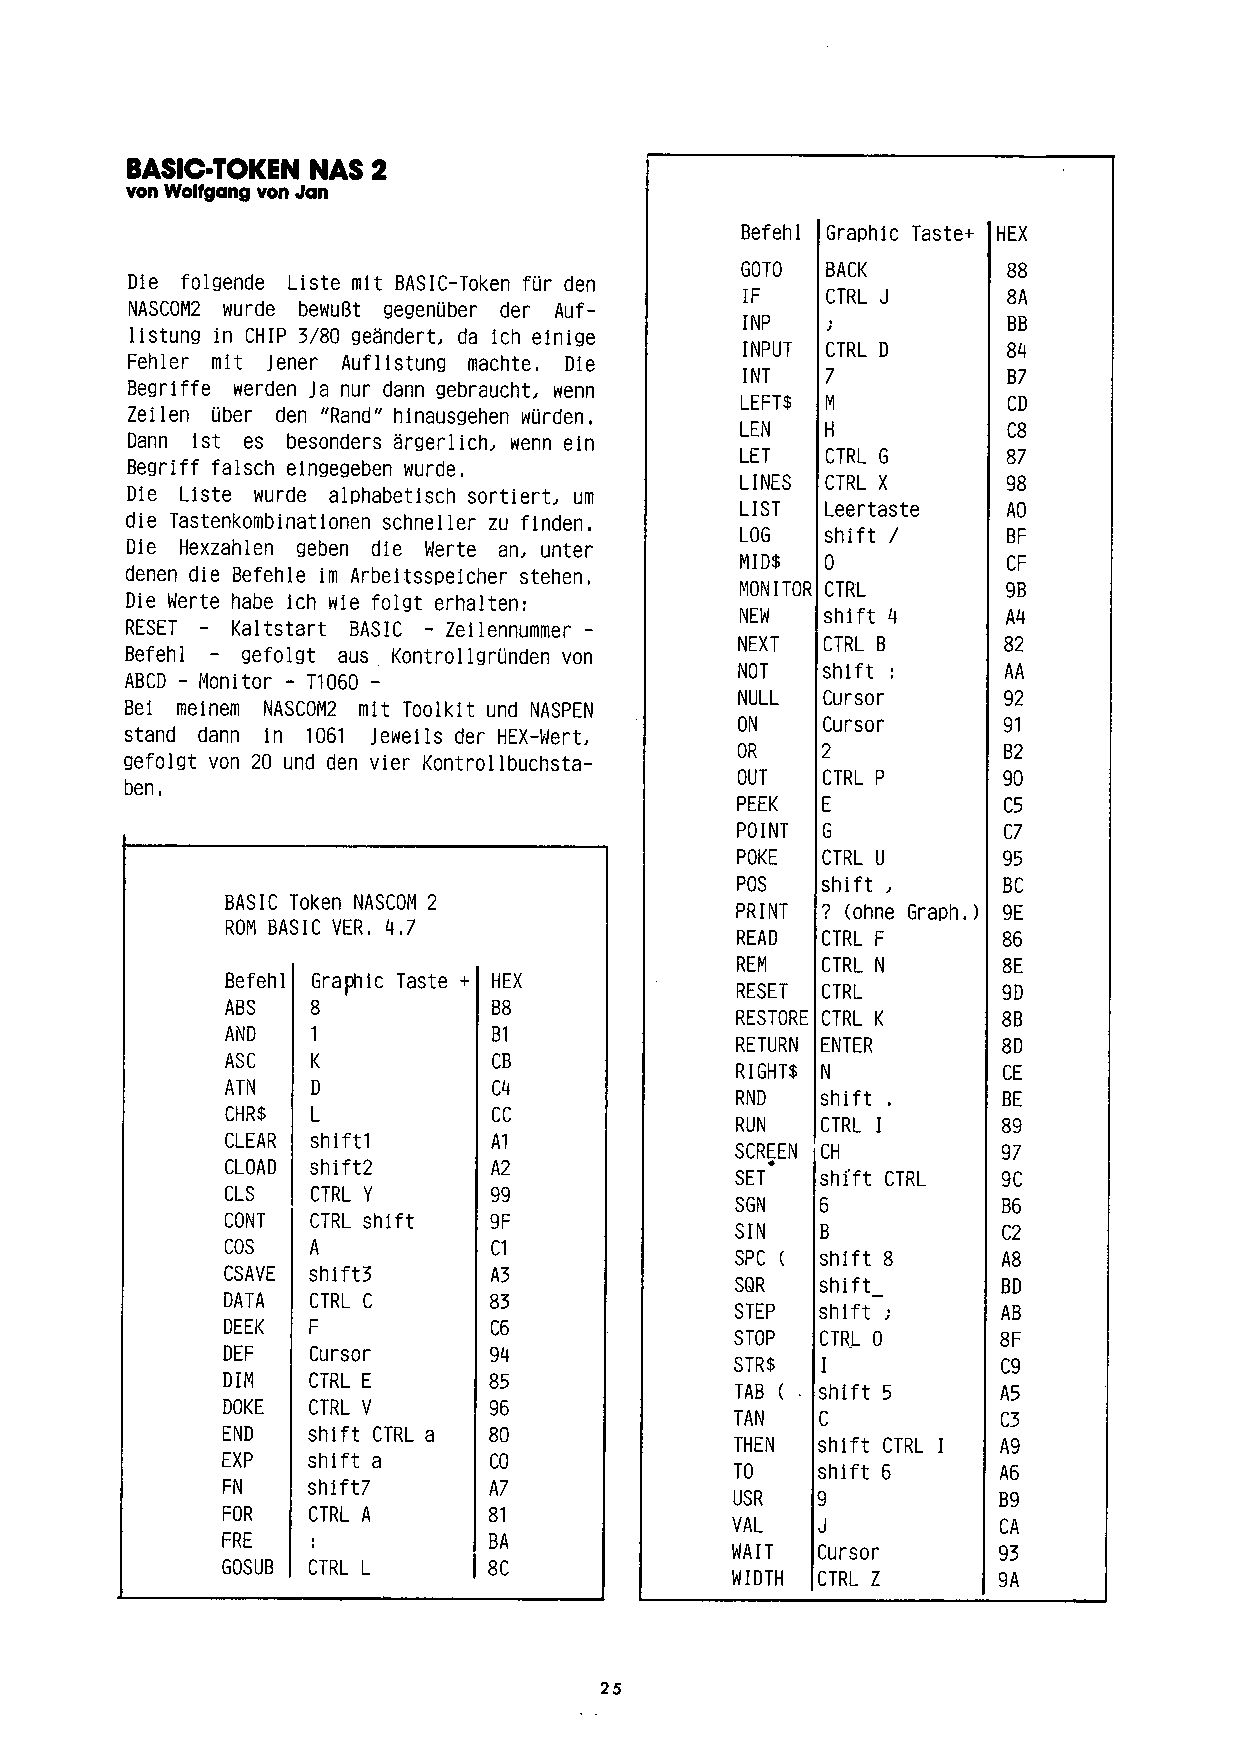 BASIC-TOKEN NAS 2
von Wolfgang von Jan
Die folgende Liste mit BASIC-Token für den
NASCOM2 wurde bewußt gegenüber der Auf-
listung in CHIP 3/80 geändert, da ich einige
Fehler mit jener Auflistung machte. Die
Begriffe werden ja nur dann gebraucht, wenn
Zeilen über den "Rand" hinausgehen würden.
Dann ist es besonders ärgerlich, wenn ein
Begriff falsch eingegeben wurde.
Die Liste wurde alphabetisch sortiert, um
die Tastenkombinationen schneller zu finden.
Die Hexzahlen geben die Werte an, unter
denen die Befehle im Arbeitsspeicher stehen.
Die Werte habe ich wie folgt erhalten:
RESET - Kaltstart BASIC - Zeilennummer -
Befehl - gefolgt aus Kontrollgründen von
ABCD - Monitor - T1060 -
Bei meinem NASCOM2 mit Toolkit und NASPEN
stand dann in 1061 jeweils der HEX-Wert,
gefolgt von 20 und den vier Kontrollbuchsta-
ben.
BASIC Token NASCOM 2
ROM BASIC VER. 4.7
Befehl Graphic Taste + HEX
ABS 8 B8
AND 1 B1
ASC K CB
ATN D C4
CHR$ L CC
CLEAR shift1 A1
CLOAD shift2 A2
CLS CTRL Y 99
CONT CTRL shift 9F
COS A C1
CSAVE shift3 A3
DATA CTRL C 83
DEEK F C6
DEF Cursor 94
DIM CTRL E 85
DOKE CTRL V 96
END shift CTRL a 80
EXP shift a C0
FN shift7 A7
FOR CTRL A 81
FRE : BA
GOSUB CTRL L 8C
Befehl Graphic Taste+ HEX
GOTO BACK 88
IF CTRL J 8A
INP ; BB
INPUT CTRL D 84
INT 7 B7
LEFT$ M CD
LEN H C8
LET CTRL G 87
LINES CTRL X 98
LIST Leertaste A0
LOG shift / BF
MID$ O CF
MONITOR CTRL 9B
NEW shift 4 A4
NEXT CTRL B 82
NOT shift : AA
NULL Cursor 92
ON Cursor 91
OR 2 B2
OUT CTRL P 90
PEEK E C5
POINT G C7
POKE CTRL U 95
POS shift , BC
PRINT ? (ohne Graph.) 9E
READ CTRL F 86
REM CTRL N 8E
RESET CTRL 9D
RESTORE CTRL K 8B
RETURN ENTER 8D
RIGHT$ N CE
RND shift . BE
RUN CTRL I 89
SCREEN CH 97
SET shift CTRL 9C
SGN 6 B6
SIN B C2
SPC ( shift 8 A8
SQR shift_ BD
STEP shift ; AB
STOP CTRL O 8F
STR$ I C9
TAB ( shift 5 A5
TAN C C3
THEN shift CTRL I A9
TO shift 6 A6
USR 9 B9
VAL J CA
WAIT Cursor 93
WIDTH CTRL Z 9A
25